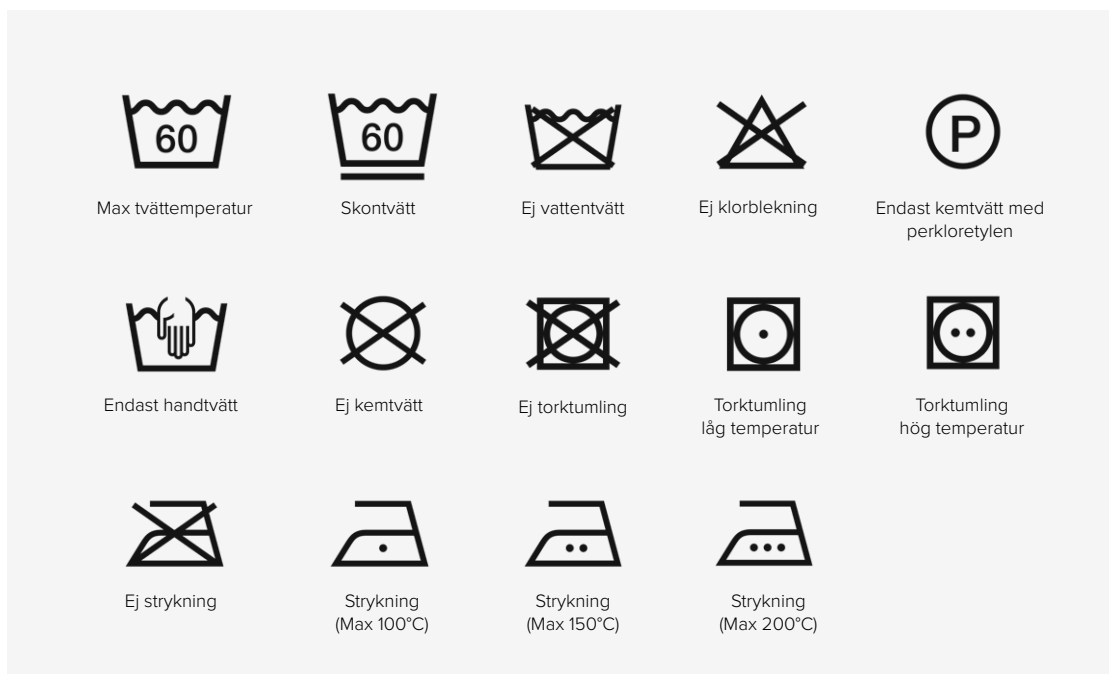 60
60
P
Max tvättemperatur
Skontvätt
Ej vattentvätt
Ej klorblekning
Endast kemtvätt med
perkloretylen
Endast handtvätt
Ej kemtvätt
Ej torktumling
Torktumling
låg temperatur
Torktumling
hög temperatur
Ej strykning
Strykning
(Max 100°C)
Strykning
(Max 150°C)
Strykning
(Max 200°C)